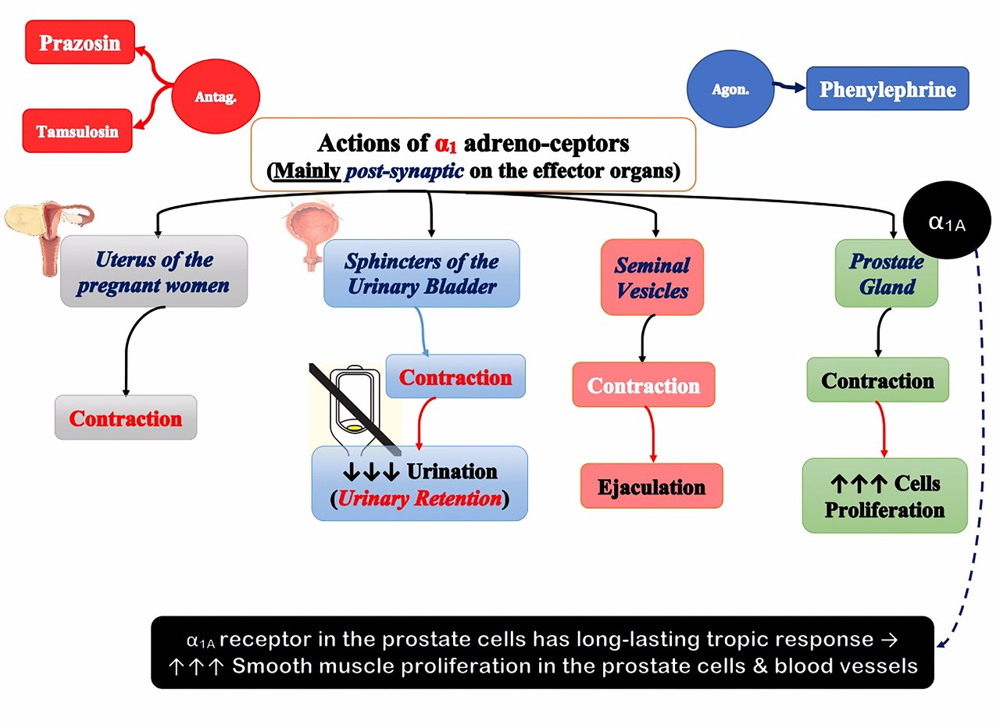 Prazosin
Antag.
Tamsulosin
Agon.
Phenylephrine
Actions of α₁ adreno-ceptors
(Mainly post-synaptic on the effector organs)
α₁A
Uterus of the
pregnant women
Contraction
Sphincters of the
Urinary Bladder
Contraction
↓↓↓ Urination
(Urinary Retention)
Seminal
Vesicles
Contraction
Ejaculation
Prostate
Gland
Contraction
↑↑↑ Cells
Proliferation
α₁A receptor in the prostate cells has long-lasting tropic response →
↑↑↑ Smooth muscle proliferation in the prostate cells & blood vessels